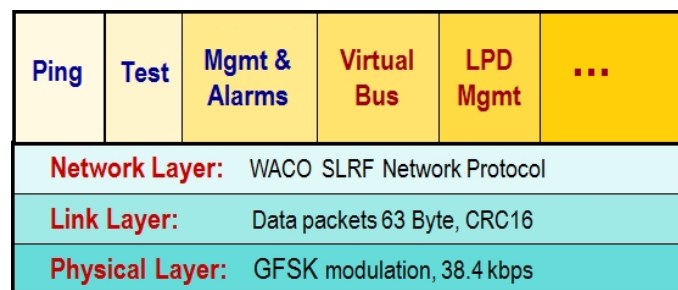 Ping
Test
Mgmt &
Alarms
Virtual
Bus
LPD
Mgmt
...
Network Layer: WACO SLRF Network Protocol
Link Layer: Data packets 63 Byte, CRC16
Physical Layer: GFSK modulation, 38.4 kbps